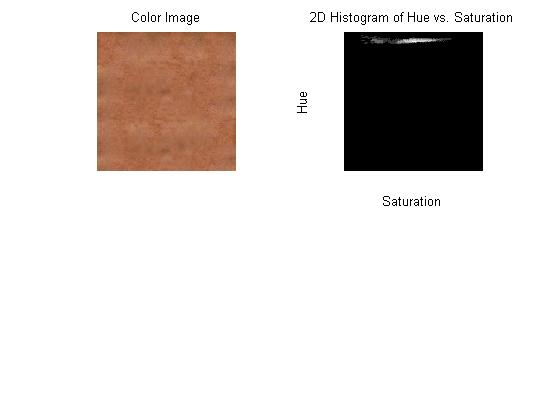 Color Image
2D Histogram of Hue vs. Saturation
Hue
Saturation